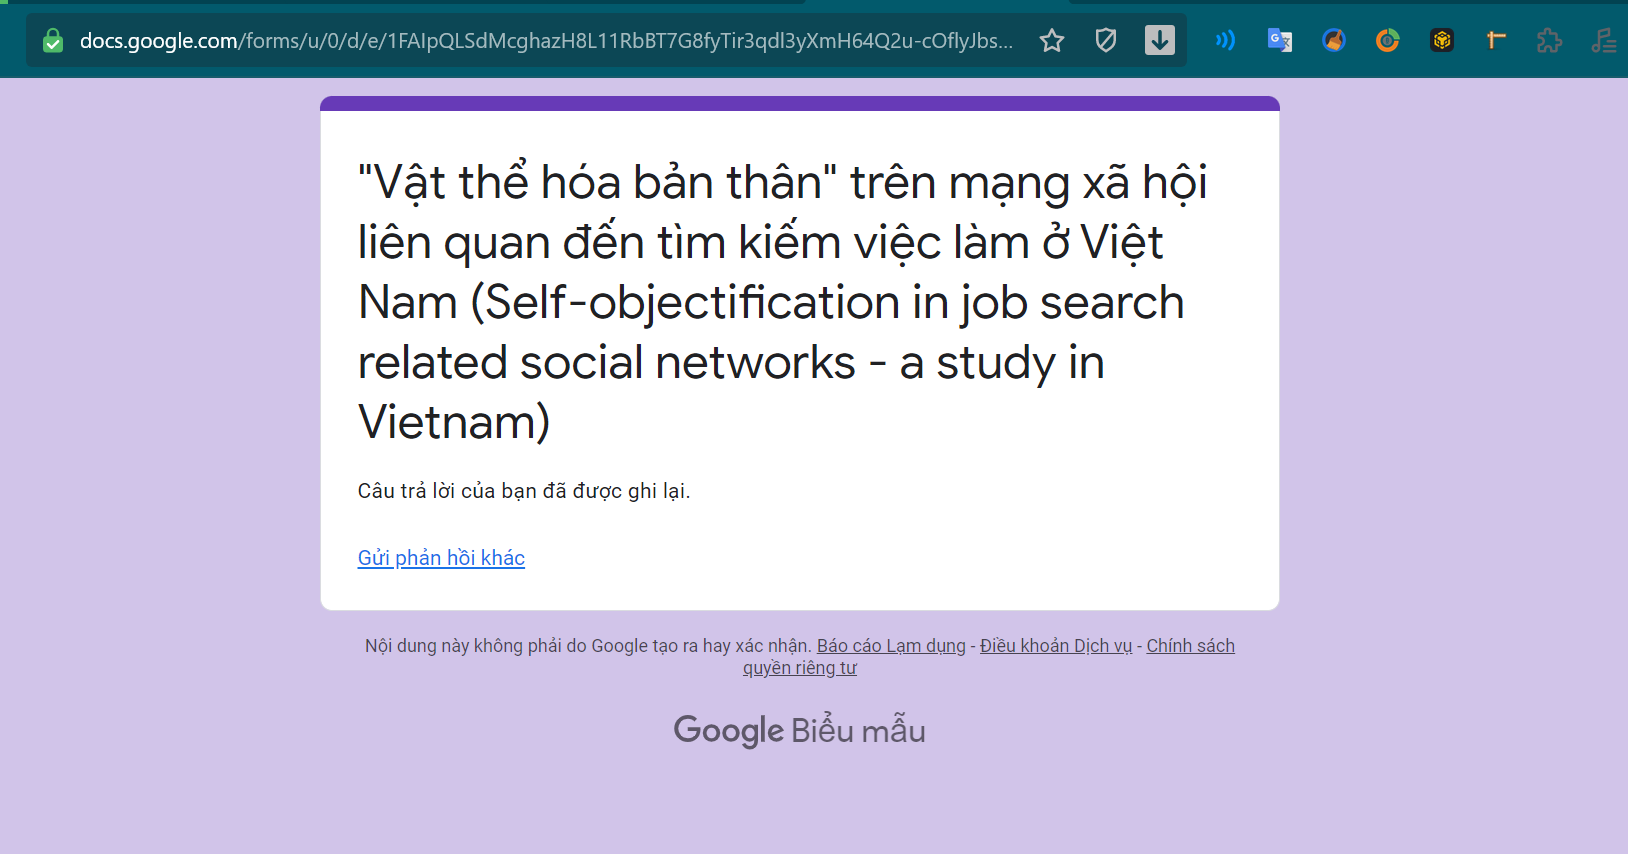 docs.google.com/forms/u/0/d/e/1FAIpQLSdMcghazH8L11RbBT7G8fyTir3qdl3yXmH64Q2u-cOflyJbs...
"Vật thể hóa bản thân" trên mạng xã hội
liên quan đến tìm kiếm việc làm ở Việt
Nam (Self-objectification in job search
related social networks - a study in
Vietnam)
Câu trả lời của bạn đã được ghi lại.
Gửi phản hồi khác
Nội dung này không phải do Google tạo ra hay xác nhận. Báo cáo Lạm dụng - Điều khoản Dịch vụ - Chính sách
quyền riêng tư
Google Biểu mẫu